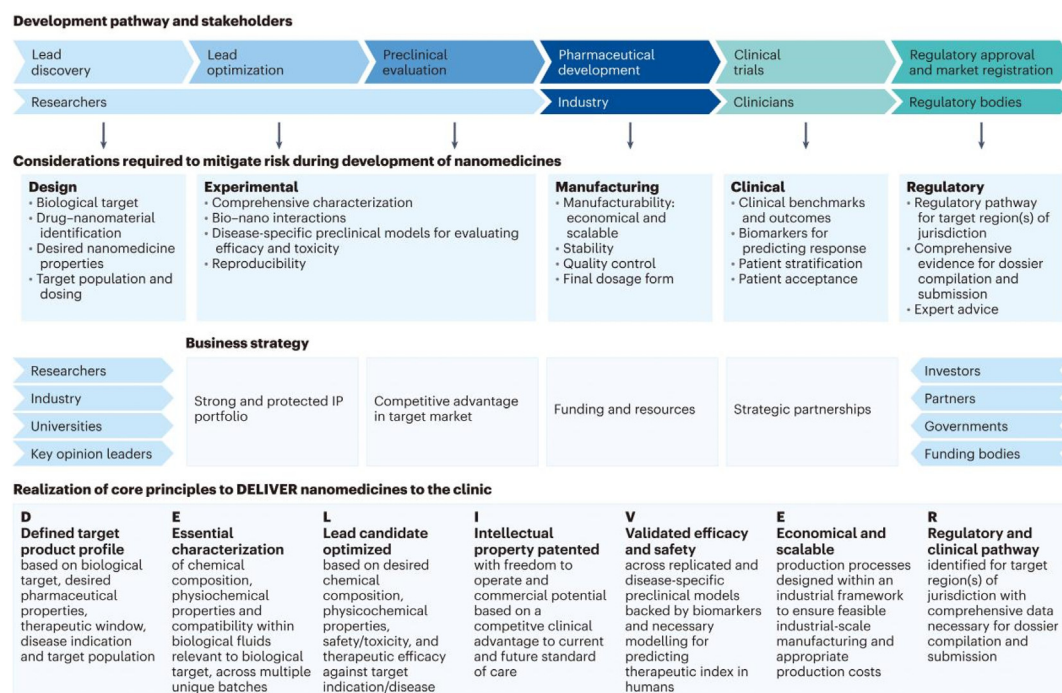 Development pathway and stakeholders
Lead
discovery
Lead
optimization
Preclinical
evaluation
Pharmaceutical
development
Clinical
trials
Regulatory approval
and market registration
Researchers
Industry
Clinicians
Regulatory bodies
Considerations required to mitigate risk during development of nanomedicines
Design
• Biological target
• Drug–nanomaterial
identification
• Desired nanomedicine
properties
• Target population and
dosing
Experimental
• Comprehensive characterization
• Bio–nano interactions
• Disease-specific preclinical models for evaluating
efficacy and toxicity
• Reproducibility
Manufacturing
• Manufacturability:
economical and
scalable
• Stability
• Quality control
• Final dosage form
Clinical
• Clinical benchmarks
and outcomes
• Biomarkers for
predicting response
• Patient stratification
• Patient acceptance
Regulatory
• Regulatory pathway
for target region(s) of
jurisdiction
• Comprehensive
evidence for dossier
compilation and
submission
• Expert advice
Business strategy
Researchers
Industry
Universities
Key opinion leaders
Strong and protected IP
portfolio
Competitive advantage
in target market
Funding and resources
Strategic partnerships
Investors
Partners
Governments
Funding bodies
Realization of core principles to DELIVER nanomedicines to the clinic
D
Defined target
product profile
based on biological
target, desired
pharmaceutical
properties,
therapeutic window,
disease indication
and target population
E
Essential
characterization
of chemical
composition,
physiochemical
properties and
compatibility within
biological fluids
relevant to biological
target, across multiple
unique batches
L
Lead candidate
optimized
based on desired
chemical
composition,
physicochemical
properties,
safety/toxicity, and
therapeutic efficacy
against target
indication/disease
I
Intellectual
property patented
with freedom to
operate and
commercial potential
based on a
competve clinical
advantage to current
and future standard
of care
V
Validated efficacy
and safety
across replicated and
disease-specific
preclinical models
backed by biomarkers
and necessary
modelling for
predicting
therapeutic index in
humans
E
Economical and
scalable
production processes
designed within an
industrial framework
to ensure feasible
industrial-scale
manufacturing and
appropriate
production costs
R
Regulatory and
clinical pathway
identified for target
region(s) of
jurisdiction with
comprehensive data
necessary for dossier
compilation and
submission